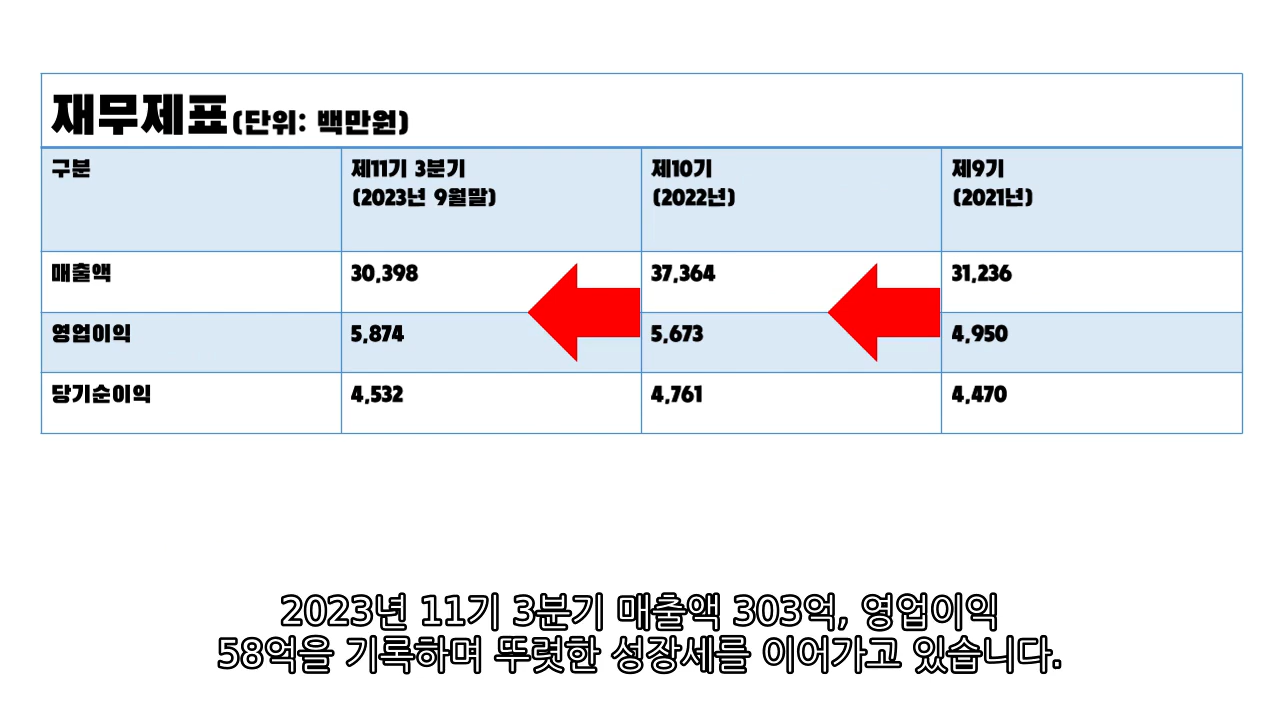 재무제표(단위: 백만원)
구분 제11기 3분기 제10기 제9기
(2023년 9월말) (2022년) (2021년)
매출액 30,398 37,364 31,236
영업이익 5,874 5,673 4,950
당기순이익 4,532 4,761 4,470
2023년 11기 3분기 매출액 303억, 영업이익
58억을 기록하며 뚜렷한 성장세를 이어가고 있습니다.